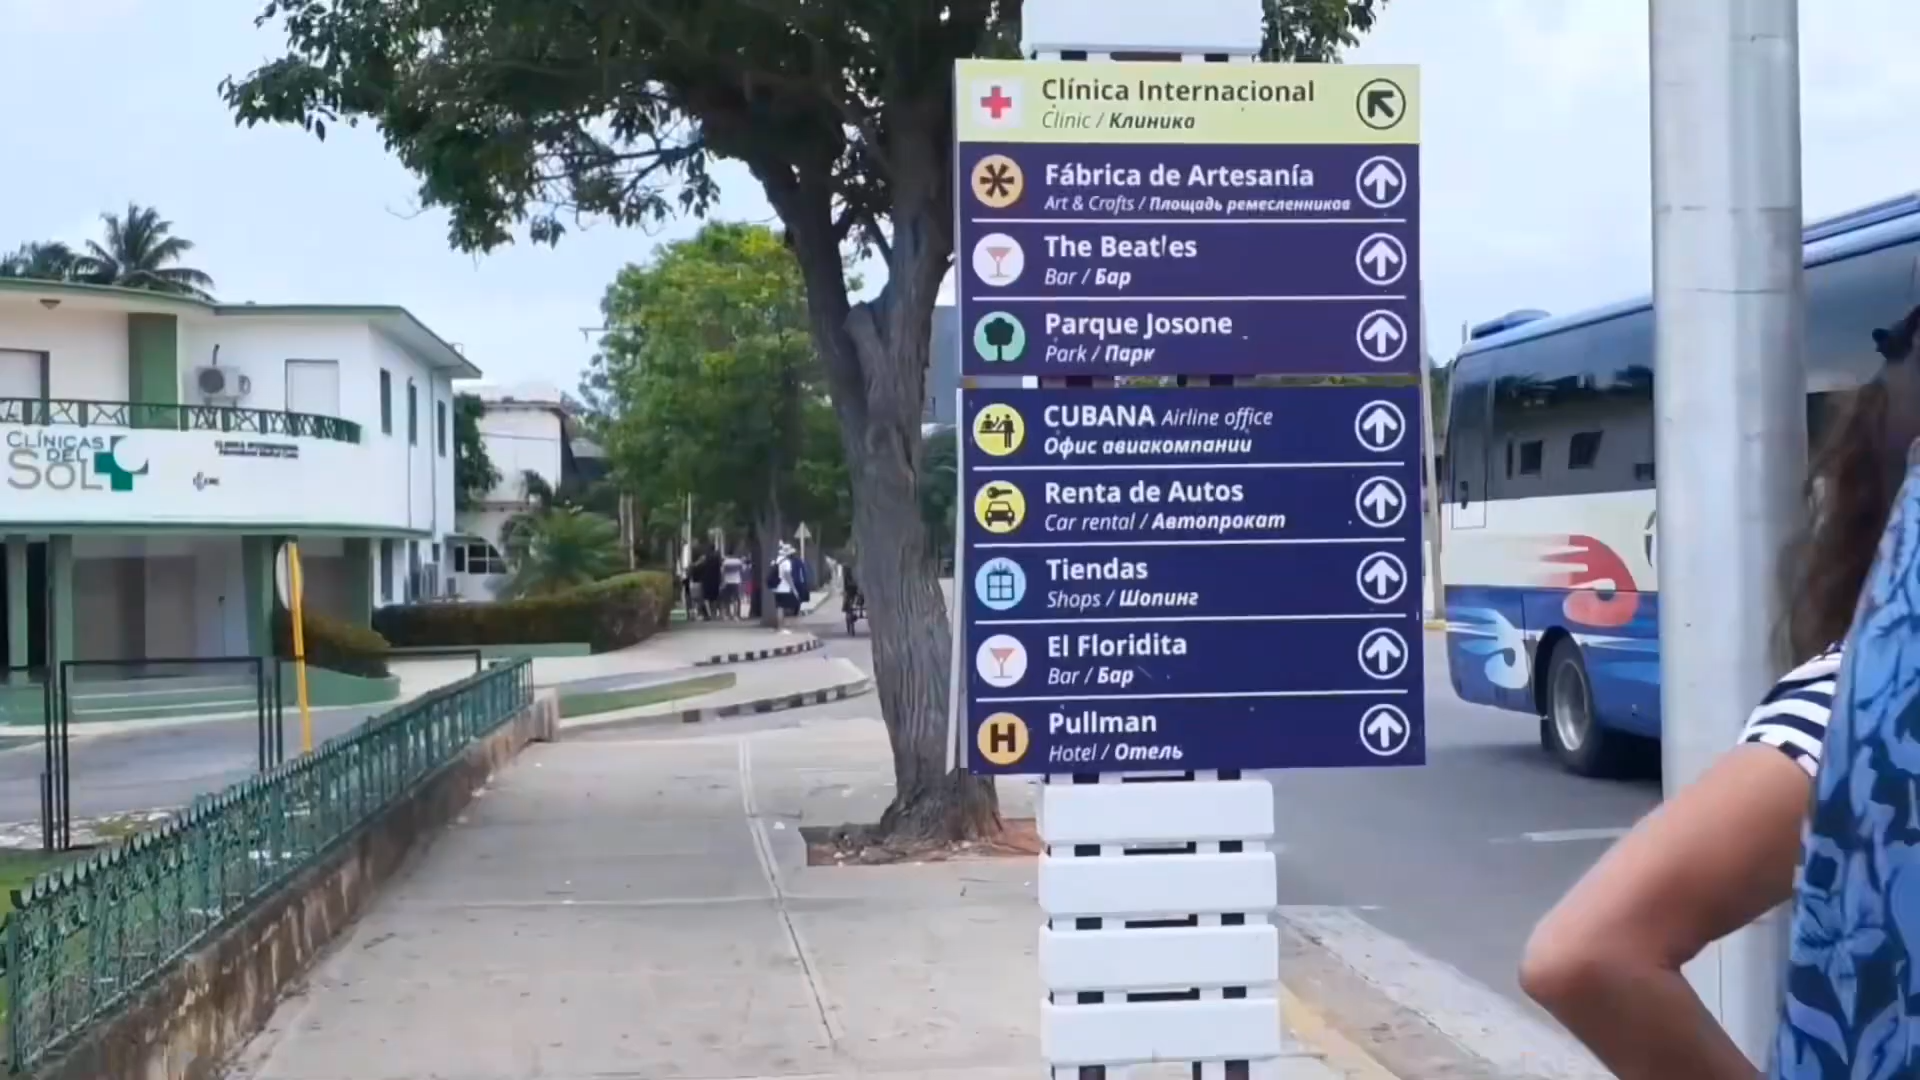 Clínica Internacional
Clinic / Клиника
Fábrica de Artesanía
Art & Crafts / Площадь ремесленников
The Beatles
Bar / Бар
Parque Josone
Park / Парк
CUBANA Airline office
Офис авиакомпании
Renta de Autos
Car rental / Автопрокат
Tiendas
Shops / Шопинг
El Floridita
Bar / Бар
H Pullman
Hotel / Отель
CLÍNICAS
DEL
SOL